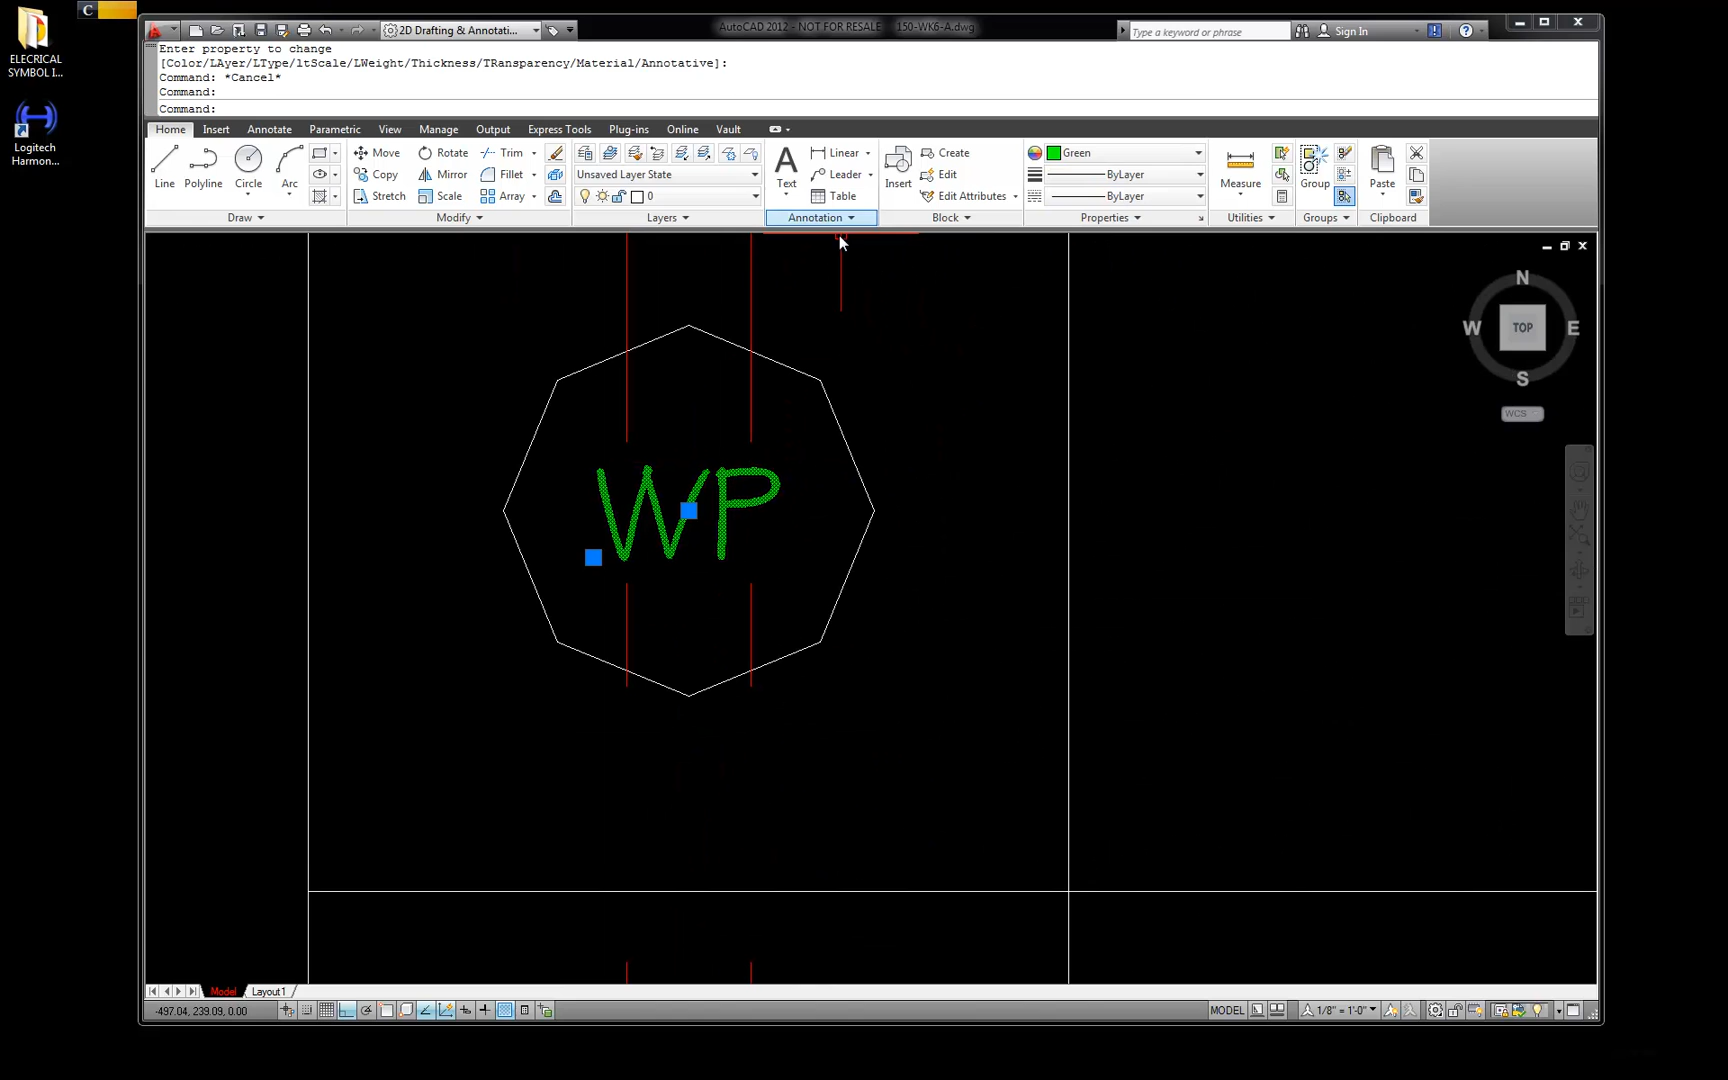 ELECRICAL
SYMBOL I...
C
Logitech
Harmon...
2D Drafting & Annotati...
AutoCAD 2012 - NOT FOR RESALE 150-WK6-A.dwg
Type a keyword or phrase
Sign In
Enter property to change
[Color/LAyer/LType/ltScale/LWeight/Thickness/TRansparency/Material/Annotative]:
Command: *Cancel*
Command:
Command:
Home Insert Annotate Parametric View Manage Output Express Tools Plug-ins Online Vault
Line Polyline Circle Arc
Draw
Move Rotate Trim
Copy Mirror Fillet
Stretch Scale Array
Modify
Unsaved Layer State
0
Layers
A
Text
Linear
Leader
Table
Annotation
Insert
Create
Edit
Edit Attributes
Block
Green
ByLayer
ByLayer
Properties
Measure
Utilities
Group
Groups
Paste
Clipboard
N
W TOP E
S
WCS
WP
Model Layout1
-497.04, 239.09, 0.00
MODEL
1/8" = 1'-0"